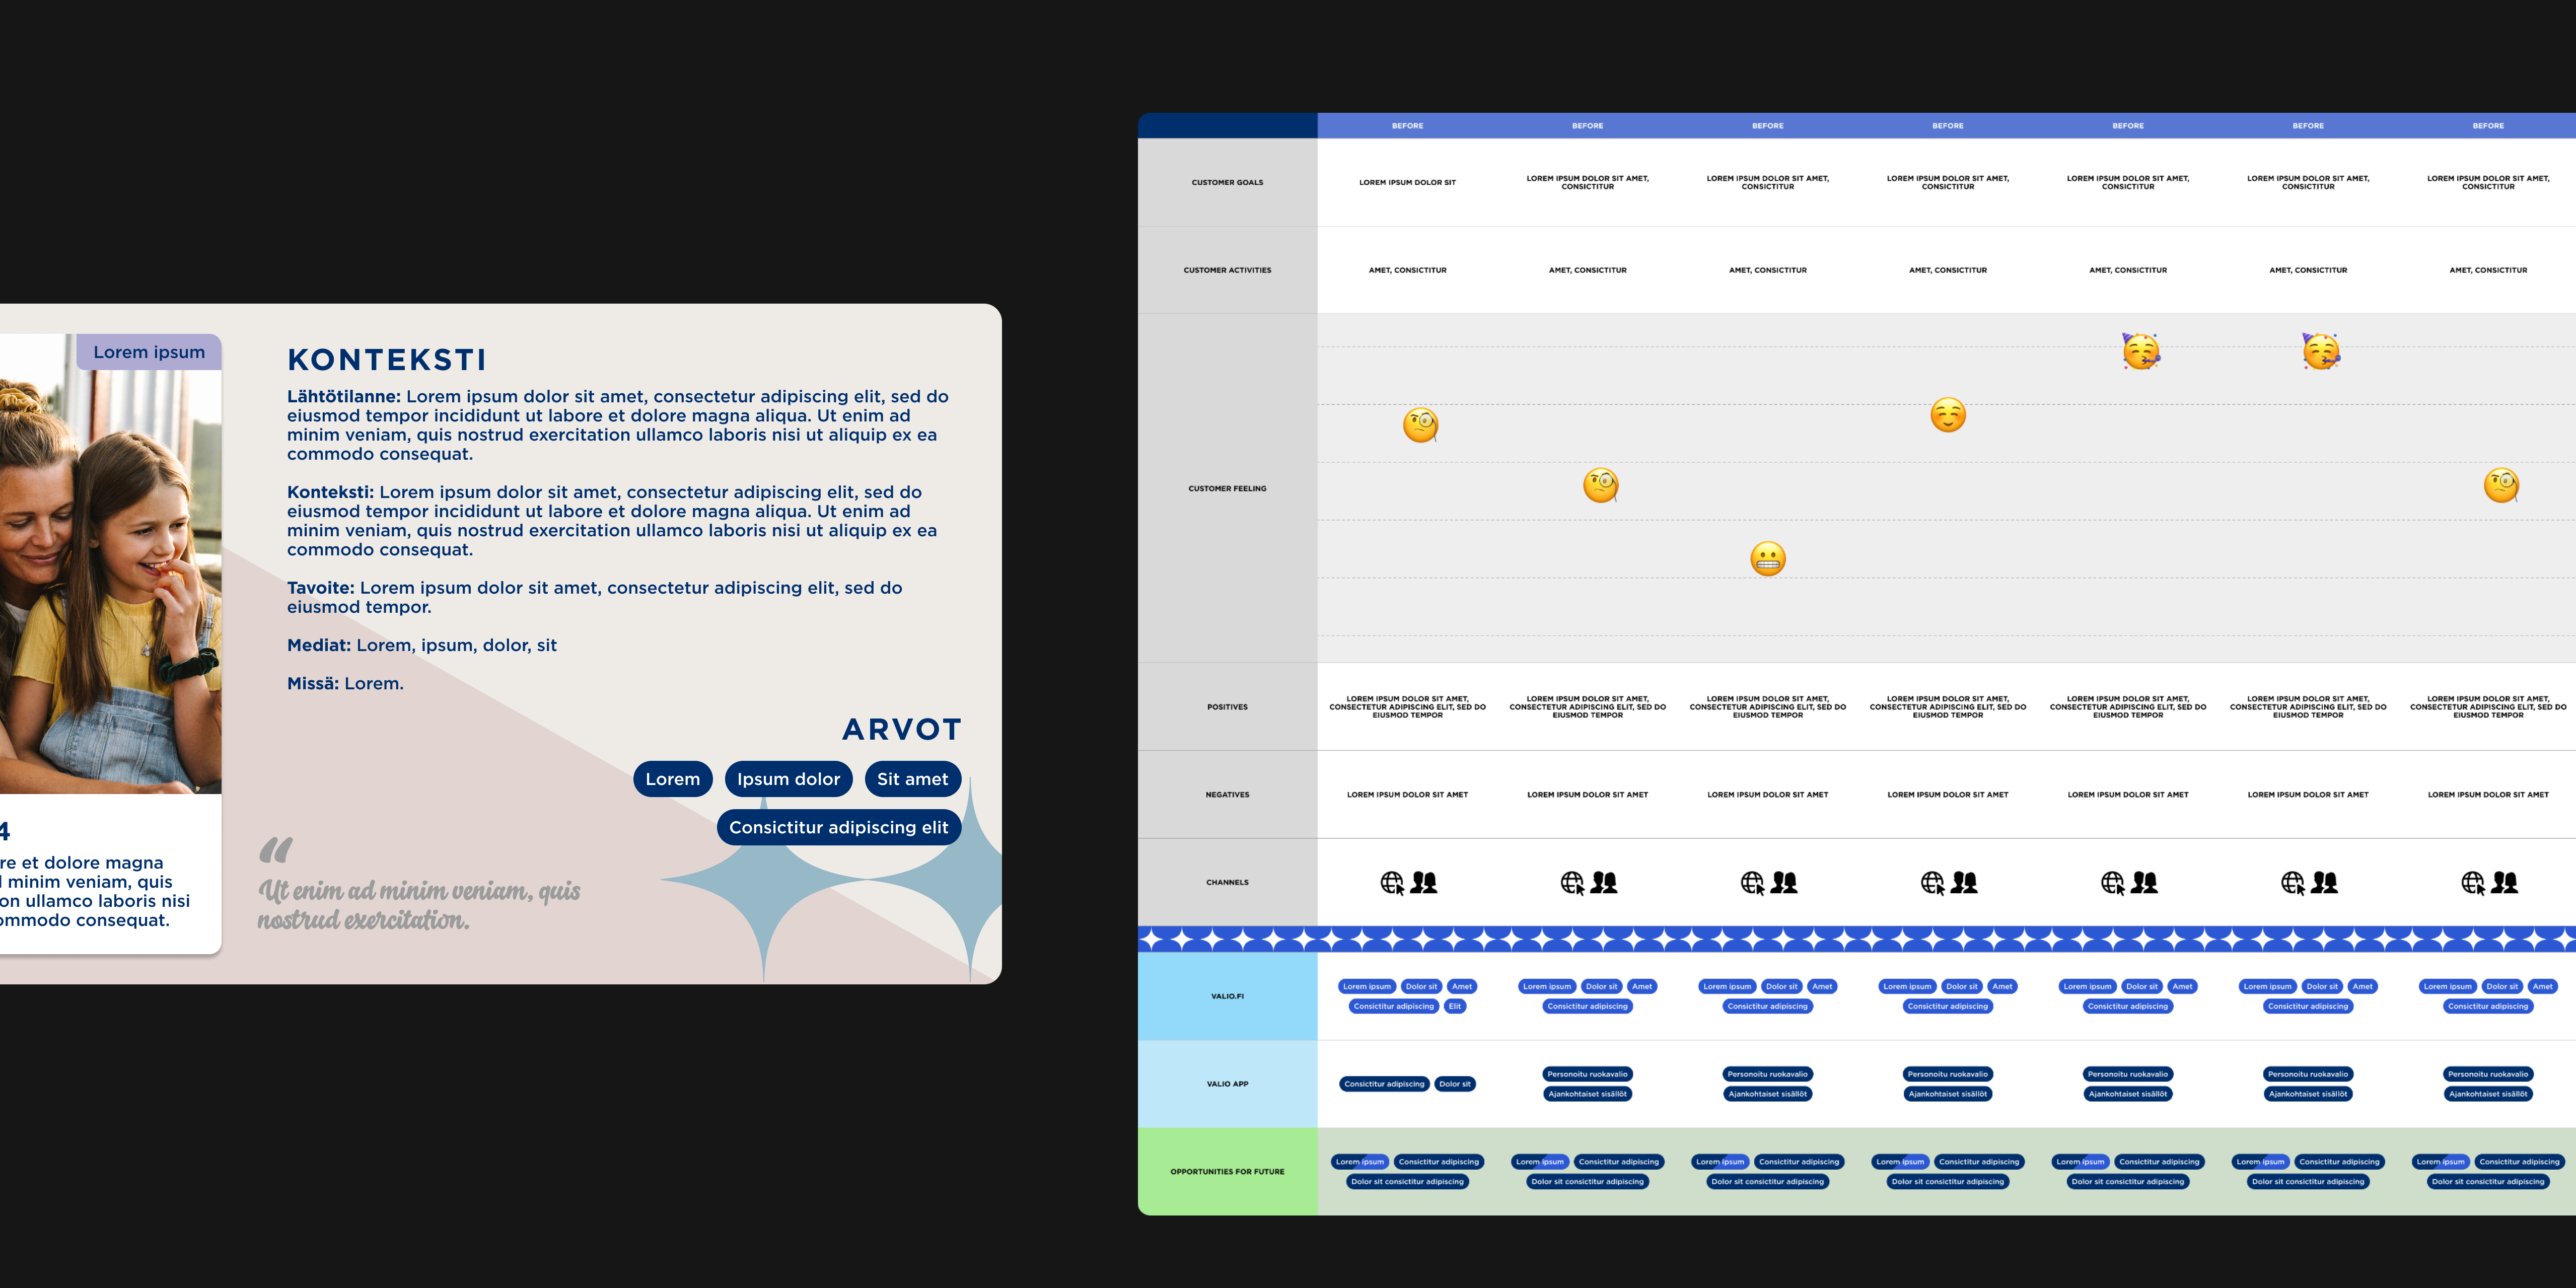 Lorem ipsum
4
re et dolore magna
minim veniam, quis
on ullamco laboris nisi
ommodo consequat.
KONTEKSTI
Lähtötilanne: Lorem ipsum dolor sit amet, consectetur adipiscing elit, sed do
eiusmod tempor incididunt ut labore et dolore magna aliqua. Ut enim ad
minim veniam, quis nostrud exercitation ullamco laboris nisi ut aliquip ex ea
commodo consequat.
Konteksti: Lorem ipsum dolor sit amet, consectetur adipiscing elit, sed do
eiusmod tempor incididunt ut labore et dolore magna aliqua. Ut enim ad
minim veniam, quis nostrud exercitation ullamco laboris nisi ut aliquip ex ea
commodo consequat.
Tavoite: Lorem ipsum dolor sit amet, consectetur adipiscing elit, sed do
eiusmod tempor.
Mediat: Lorem, ipsum, dolor, sit
Missä: Lorem.
ARVOT
Lorem Ipsum dolor Sit amet
Consicitur adipiscing elit
“
Ut enim ad minim veniam, quis
nostrud exercitation.
BEFORE BEFORE BEFORE BEFORE BEFORE BEFORE BEFORE
CUSTOMER GOALS
LOREM IPSUM DOLOR SIT
LOREM IPSUM DOLOR SIT AMET,
CONSICTITUR
LOREM IPSUM DOLOR SIT AMET,
CONSICTITUR
LOREM IPSUM DOLOR SIT AMET,
CONSICTITUR
LOREM IPSUM DOLOR SIT AMET,
CONSICTITUR
LOREM IPSUM DOLOR SIT AMET,
CONSICTITUR
LOREM IPSUM DOLOR SIT AMET,
CONSICTITUR
CUSTOMER ACTIVITIES
AMET, CONSICTITUR AMET, CONSICTITUR AMET, CONSICTITUR AMET, CONSICTITUR AMET, CONSICTITUR AMET, CONSICTITUR AMET, CONSICTITUR
CUSTOMER FEELING
POSITIVES
LOREM IPSUM DOLOR SIT AMET,
CONSECTETUR ADIPISCING ELIT, SED DO
EIUSMOD TEMPOR
LOREM IPSUM DOLOR SIT AMET,
CONSECTETUR ADIPISCING ELIT, SED DO
EIUSMOD TEMPOR
LOREM IPSUM DOLOR SIT AMET,
CONSECTETUR ADIPISCING ELIT, SED DO
EIUSMOD TEMPOR
LOREM IPSUM DOLOR SIT AMET,
CONSECTETUR ADIPISCING ELIT, SED DO
EIUSMOD TEMPOR
LOREM IPSUM DOLOR SIT AMET,
CONSECTETUR ADIPISCING ELIT, SED DO
EIUSMOD TEMPOR
LOREM IPSUM DOLOR SIT AMET,
CONSECTETUR ADIPISCING ELIT, SED DO
EIUSMOD TEMPOR
LOREM IPSUM DOLOR SIT AMET,
CONSECTETUR ADIPISCING ELIT, SED DO
EIUSMOD TEMPOR
NEGATIVES
LOREM IPSUM DOLOR SIT AMET LOREM IPSUM DOLOR SIT AMET LOREM IPSUM DOLOR SIT AMET LOREM IPSUM DOLOR SIT AMET LOREM IPSUM DOLOR SIT AMET LOREM IPSUM DOLOR SIT AMET LOREM IPSUM DOLOR SIT AMET
CHANNELS
VALIO.FI
Lorem ipsum Dolor sit Amet
Consictitur adipiscing Elit
Lorem ipsum Dolor sit Amet
Consictitur adipiscing
Lorem ipsum Dolor sit Amet
Consictitur adipiscing
Lorem ipsum Dolor sit Amet
Consictitur adipiscing
Lorem ipsum Dolor sit Amet
Consictitur adipiscing
Lorem ipsum Dolor sit Amet
Consictitur adipiscing
Lorem ipsum Dolor sit Amet
Consictitur adipiscing
VALIO APP
Consictitur adipiscing Dolor sit
Personoitu ruokavalio
Ajankohtaiset sisällöt
Personoitu ruokavalio
Ajankohtaiset sisällöt
Personoitu ruokavalio
Ajankohtaiset sisällöt
Personoitu ruokavalio
Ajankohtaiset sisällöt
Personoitu ruokavalio
Ajankohtaiset sisällöt
Personoitu ruokavalio
Ajankohtaiset sisällöt
OPPORTUNITIES FOR FUTURE
Lorem ipsum Consictitur adipiscing
Dolor sit consictitur adipiscing
Lorem ipsum Consictitur adipiscing
Dolor sit consictitur adipiscing
Lorem ipsum Consictitur adipiscing
Dolor sit consictitur adipiscing
Lorem ipsum Consictitur adipiscing
Dolor sit consictitur adipiscing
Lorem ipsum Consictitur adipiscing
Dolor sit consictitur adipiscing
Lorem ipsum Consictitur adipiscing
Dolor sit consictitur adipiscing
Lorem ipsum Consictitur adipiscing
Dolor sit consictitur adipiscing